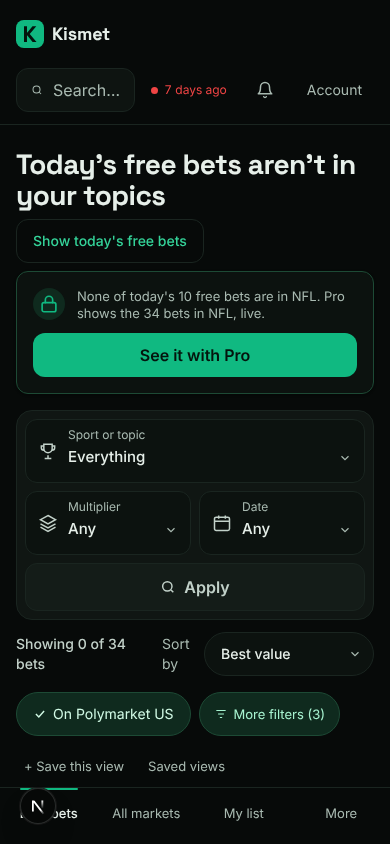 K Kismet
Search...
7 days ago
Account
Today's free bets aren't in
your topics
Show today's free bets
None of today's 10 free bets are in NFL. Pro
shows the 34 bets in NFL, live.
See it with Pro
Sport or topic
Everything
Multiplier
Any
Date
Any
Apply
Showing 0 of 34
bets
Sort
by
Best value
On Polymarket US
More filters (3)
+ Save this view
Saved views
N
bets
All markets
My list
More